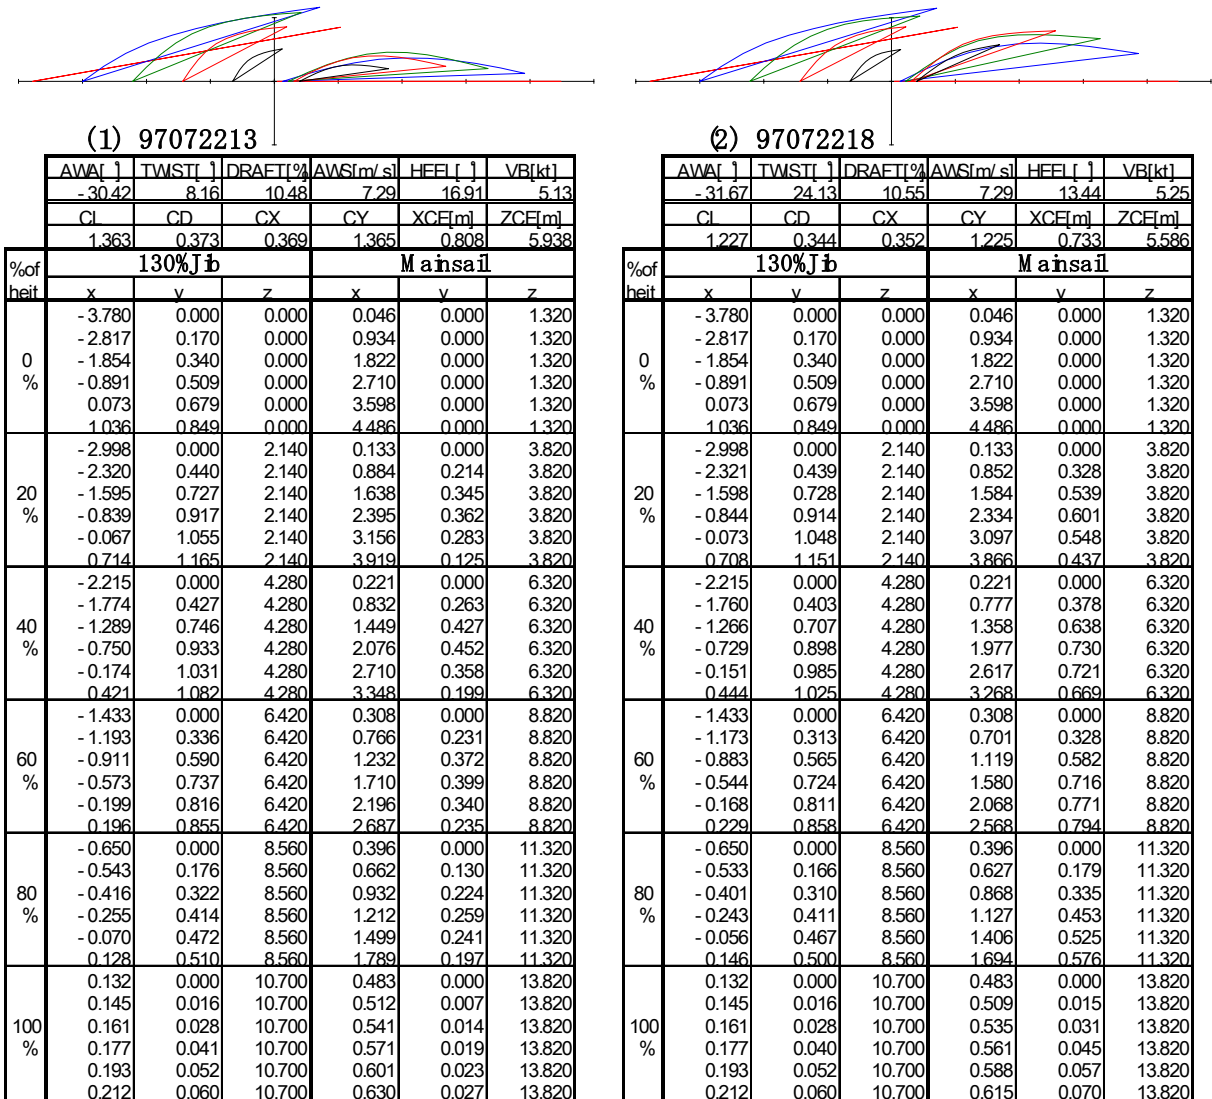 (1) 97072213
AWA[°] TWIST[°] DRAFT[%] AWS[m/s] HEEL[°] VB[kt]
-30.42 8.16 10.48 7.29 16.91 5.13
CL CD CX CY XCE[m] ZCE[m]
1.363 0.373 0.369 1.365 0.808 5.938
%of heit 130%Jib Mainsail
x y z x y z
0 %
-3.780 0.000 0.000 0.046 0.000 1.320
-2.817 0.170 0.000 0.934 0.000 1.320
-1.854 0.340 0.000 1.822 0.000 1.320
-0.891 0.509 0.000 2.710 0.000 1.320
0.073 0.679 0.000 3.598 0.000 1.320
1.036 0.849 0.000 4.486 0.000 1.320
20 %
-2.998 0.000 2.140 0.133 0.000 3.820
-2.320 0.440 2.140 0.884 0.214 3.820
-1.595 0.727 2.140 1.638 0.345 3.820
-0.839 0.917 2.140 2.395 0.362 3.820
-0.067 1.055 2.140 3.156 0.283 3.820
0.714 1.165 2.140 3.919 0.125 3.820
40 %
-2.215 0.000 4.280 0.221 0.000 6.320
-1.774 0.427 4.280 0.832 0.263 6.320
-1.289 0.746 4.280 1.449 0.427 6.320
-0.750 0.933 4.280 2.076 0.452 6.320
-0.174 1.031 4.280 2.710 0.358 6.320
0.421 1.082 4.280 3.348 0.199 6.320
60 %
-1.433 0.000 6.420 0.308 0.000 8.820
-1.193 0.336 6.420 0.766 0.231 8.820
-0.911 0.590 6.420 1.232 0.372 8.820
-0.573 0.737 6.420 1.710 0.399 8.820
-0.199 0.816 6.420 2.196 0.340 8.820
0.196 0.855 6.420 2.687 0.235 8.820
80 %
-0.650 0.000 8.560 0.396 0.000 11.320
-0.543 0.176 8.560 0.662 0.130 11.320
-0.416 0.322 8.560 0.932 0.224 11.320
-0.255 0.414 8.560 1.212 0.259 11.320
-0.070 0.472 8.560 1.499 0.241 11.320
0.128 0.510 8.560 1.789 0.197 11.320
100 %
0.132 0.000 10.700 0.483 0.000 13.820
0.145 0.016 10.700 0.512 0.007 13.820
0.161 0.028 10.700 0.541 0.014 13.820
0.177 0.041 10.700 0.571 0.019 13.820
0.193 0.052 10.700 0.601 0.023 13.820
0.212 0.060 10.700 0.630 0.027 13.820
(2) 97072218
AWA[°] TWIST[°] DRAFT[%] AWS[m/s] HEEL[°] VB[kt]
-31.67 24.13 10.55 7.29 13.44 5.25
CL CD CX CY XCE[m] ZCE[m]
1.227 0.344 0.352 1.225 0.733 5.586
%of heit 130%Jib Mainsail
x y z x y z
0 %
-3.780 0.000 0.000 0.046 0.000 1.320
-2.817 0.170 0.000 0.934 0.000 1.320
-1.854 0.340 0.000 1.822 0.000 1.320
-0.891 0.509 0.000 2.710 0.000 1.320
0.073 0.679 0.000 3.598 0.000 1.320
1.036 0.849 0.000 4.486 0.000 1.320
20 %
-2.998 0.000 2.140 0.133 0.000 3.820
-2.321 0.439 2.140 0.852 0.328 3.820
-1.598 0.728 2.140 1.584 0.539 3.820
-0.844 0.914 2.140 2.334 0.601 3.820
-0.073 1.048 2.140 3.097 0.548 3.820
0.708 1.151 2.140 3.866 0.437 3.820
40 %
-2.215 0.000 4.280 0.221 0.000 6.320
-1.760 0.403 4.280 0.777 0.378 6.320
-1.266 0.707 4.280 1.358 0.638 6.320
-0.729 0.898 4.280 1.977 0.730 6.320
-0.151 0.985 4.280 2.617 0.721 6.320
0.444 1.025 4.280 3.268 0.669 6.320
60 %
-1.433 0.000 6.420 0.308 0.000 8.820
-1.173 0.313 6.420 0.701 0.328 8.820
-0.883 0.565 6.420 1.119 0.582 8.820
-0.544 0.724 6.420 1.580 0.716 8.820
-0.168 0.811 6.420 2.068 0.771 8.820
0.229 0.858 6.420 2.568 0.794 8.820
80 %
-0.650 0.000 8.560 0.396 0.000 11.320
-0.533 0.166 8.560 0.627 0.179 11.320
-0.401 0.310 8.560 0.868 0.335 11.320
-0.243 0.411 8.560 1.127 0.453 11.320
-0.056 0.467 8.560 1.406 0.525 11.320
0.146 0.500 8.560 1.694 0.576 11.320
100 %
0.132 0.000 10.700 0.483 0.000 13.820
0.145 0.016 10.700 0.509 0.015 13.820
0.161 0.028 10.700 0.535 0.031 13.820
0.177 0.040 10.700 0.561 0.045 13.820
0.193 0.052 10.700 0.588 0.057 13.820
0.212 0.060 10.700 0.615 0.070 13.820